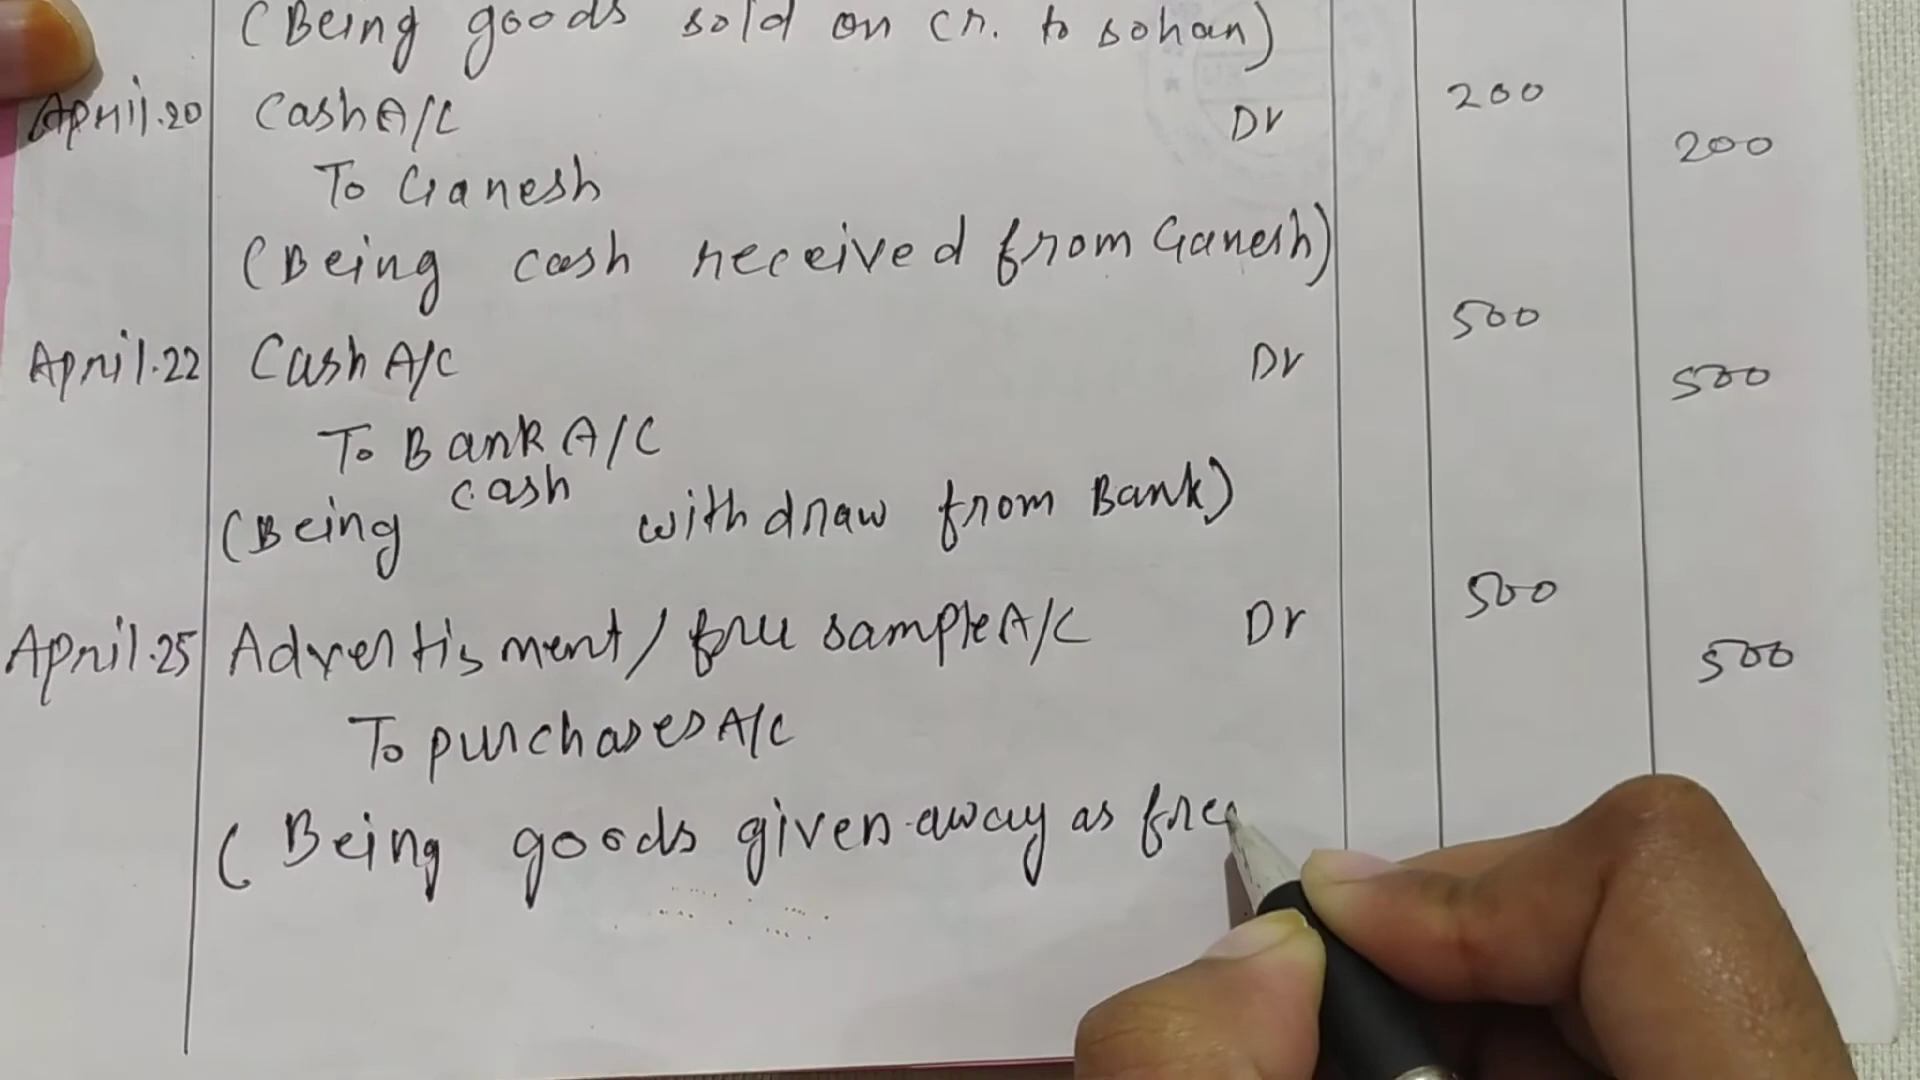 (Being goods sold on Cr. to sohan)
April.20 Cash A/C Dr 200
To Ganesh 200
(Being cash received from Ganesh)
April.22 Cash A/C Dr 500
To Bank A/C 500
(Being cash withdraw from Bank)
April.25 Advertisment / free sample A/C Dr 500
To purchases A/C 500
(Being goods given away as free